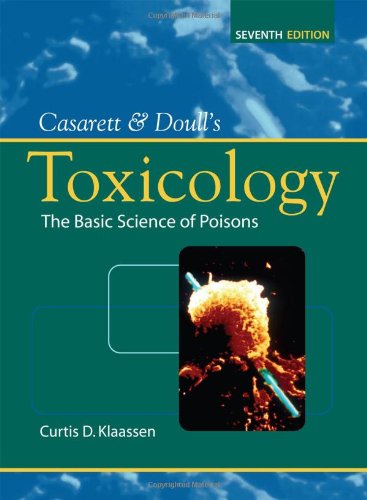 SEVENTH EDITION
Casarett & Doull's
Toxicology
The Basic Science of Poisons
Curtis D. Klaassen